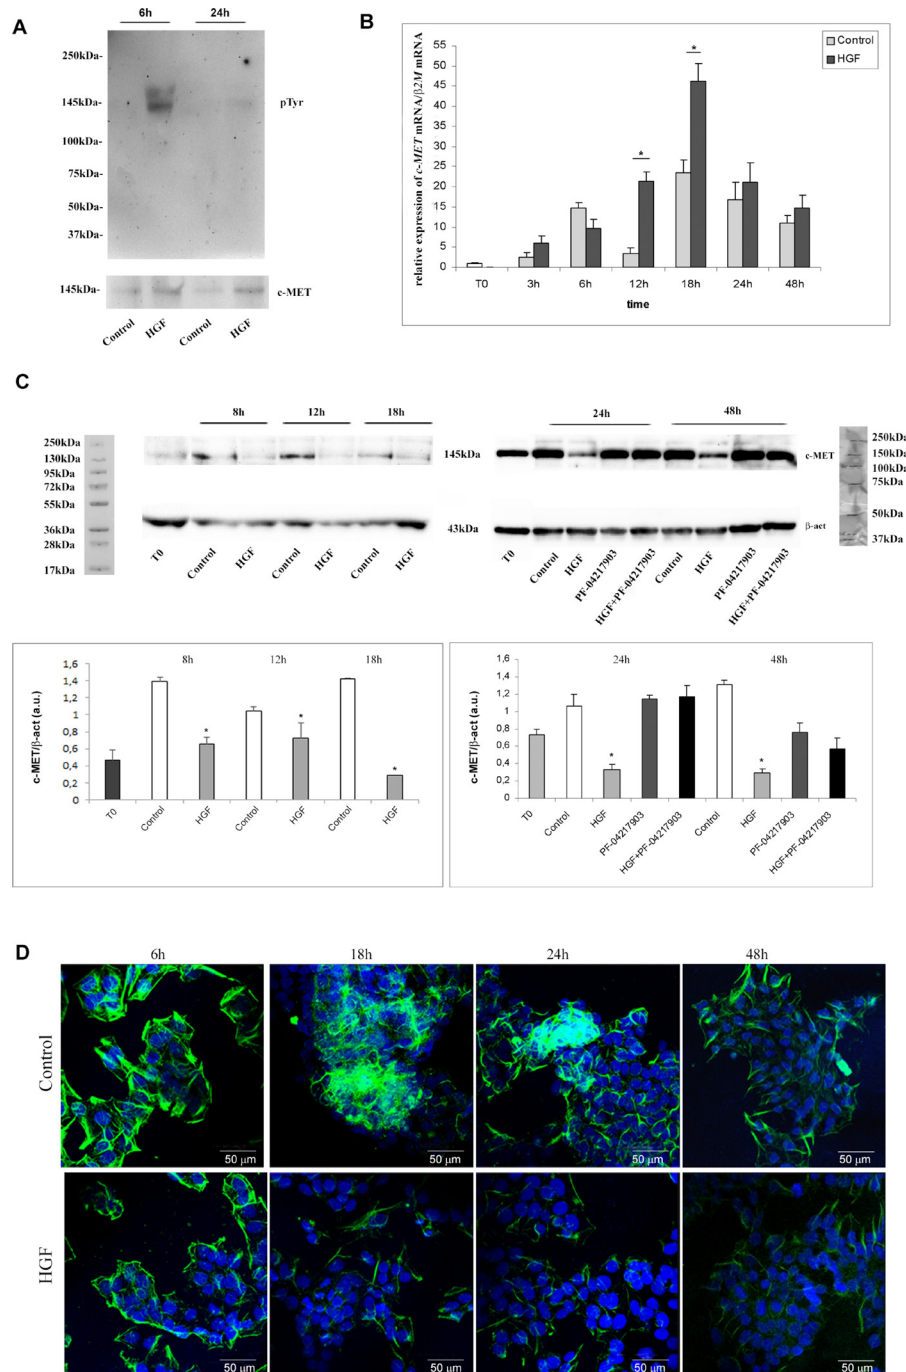 A
6h 24h
250kDa-
145kDa-
100kDa-
75kDa-
50kDa-
37kDa-
pTyr
145kDa-
c-MET
Control HGF Control HGF
B
Control
HGF
relative expression of c-MET mRNA/β2M mRNA
55
50
45
40
35
30
25
20
15
10
5
0
* *
T0 3h 6h 12h 18h 24h 48h
time
C
8h 12h 18h
250kDa
130kDa
95kDa
72kDa
55kDa
36kDa
28kDa
17kDa
T0 Control HGF Control HGF Control HGF
145kDa
43kDa
24h 48h
c-MET
β-act
T0 Control HGF PF-04217903 HGF+PF-04217903 Control HGF PF-04217903 HGF+PF-04217903
250kDa
150kDa
100kDa
75kDa
50kDa
37kDa
c-MET/β-act (a.u.)
1,6
1,4
1,2
1
0,8
0,6
0,4
0,2
0
8h 12h 18h
* * *
T0 Control HGF Control HGF Control HGF
c-MET/β-act (a.u.)
1,6
1,4
1,2
1
0,8
0,6
0,4
0,2
0
24h 48h
* *
T0 Control HGF PF-04217903 HGF+PF-04217903 Control HGF PF-04217903 HGF+PF-04217903
D
6h 18h 24h 48h
Control
50 μm 50 μm 50 μm 50 μm
HGF
50 μm 50 μm 50 μm 50 μm